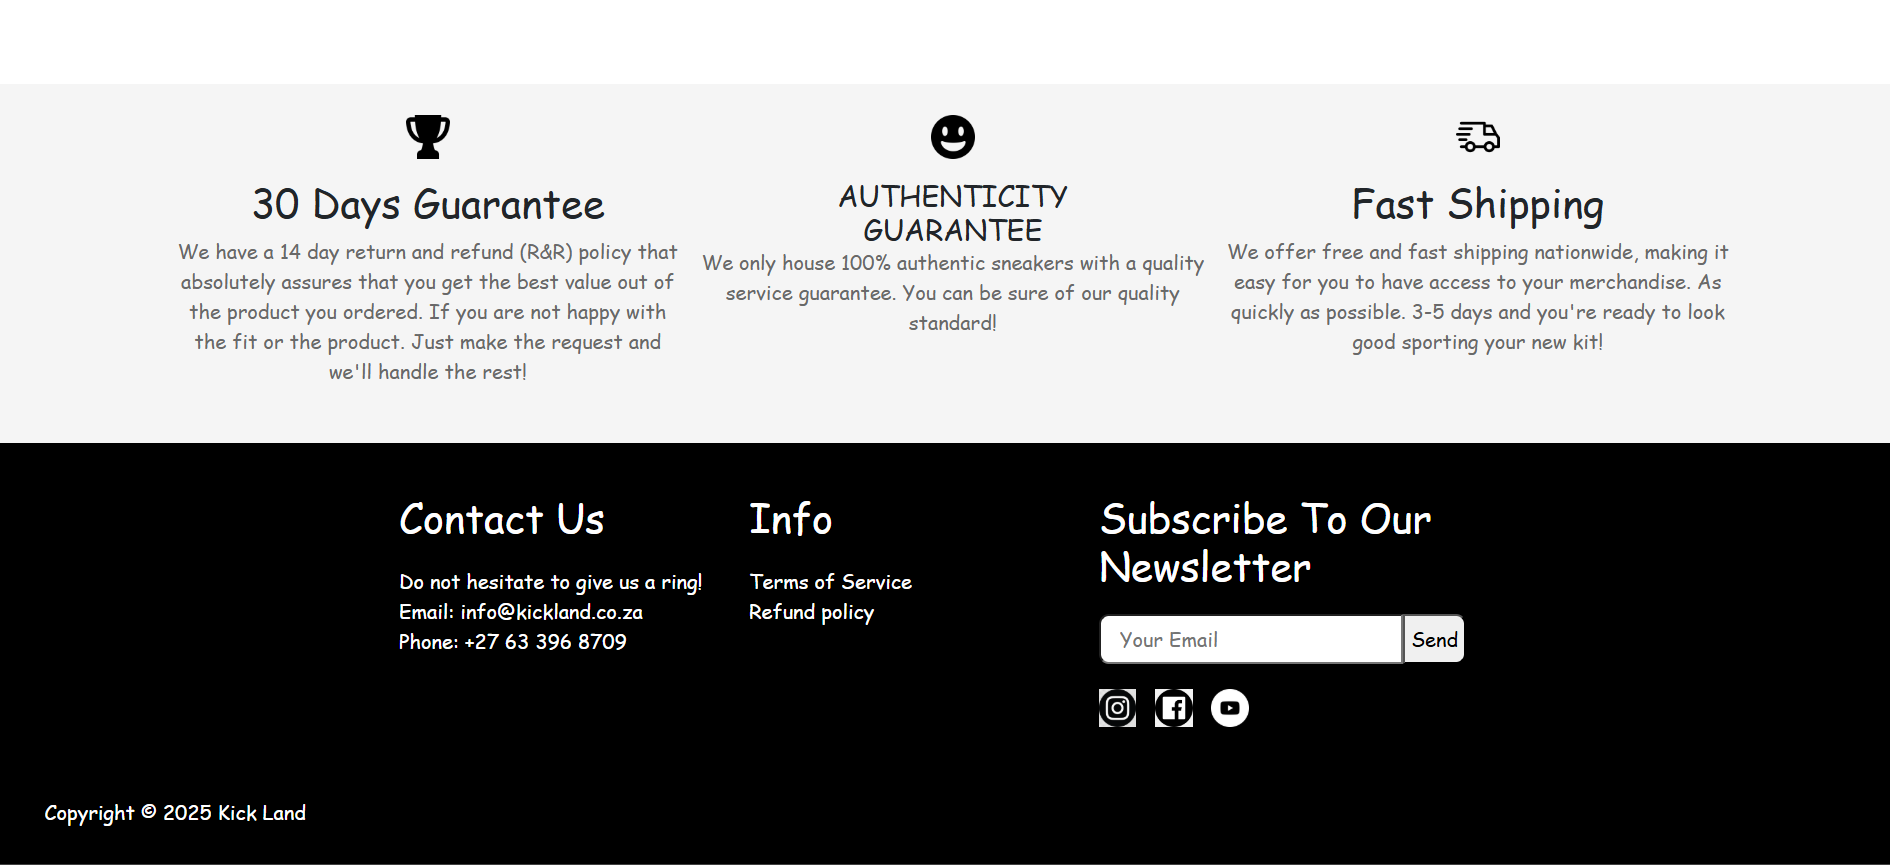 30 Days Guarantee
We have a 14 day return and refund (R&R) policy that
absolutely assures that you get the best value out of
the product you ordered. If you are not happy with
the fit or the product. Just make the request and
we'll handle the rest!
AUTHENTICITY
GUARANTEE
We only house 100% authentic sneakers with a quality
service guarantee. You can be sure of our quality
standard!
Fast Shipping
We offer free and fast shipping nationwide, making it
easy for you to have access to your merchandise. As
quickly as possible. 3-5 days and you're ready to look
good sporting your new kit!
Contact Us
Do not hesitate to give us a ring!
Email: info@kickland.co.za
Phone: +27 63 396 8709
Info
Terms of Service
Refund policy
Subscribe To Our
Newsletter
Your Email
Send
Copyright © 2025 Kick Land